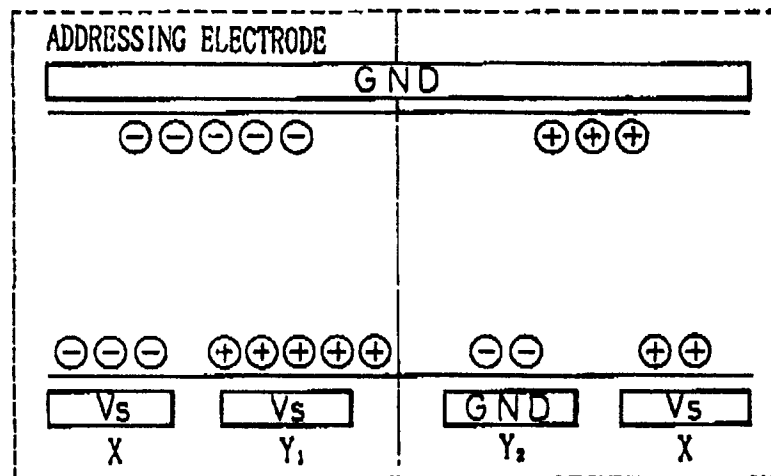 ADDRESSING ELECTRODE
GND
⊖⊖⊖⊖⊖ ⊕⊕⊕
⊖⊖⊖ ⊕⊕⊕⊕⊕ ⊖⊖ ⊕⊕
Vs Vs GND Vs
X Y₁ Y₂ X